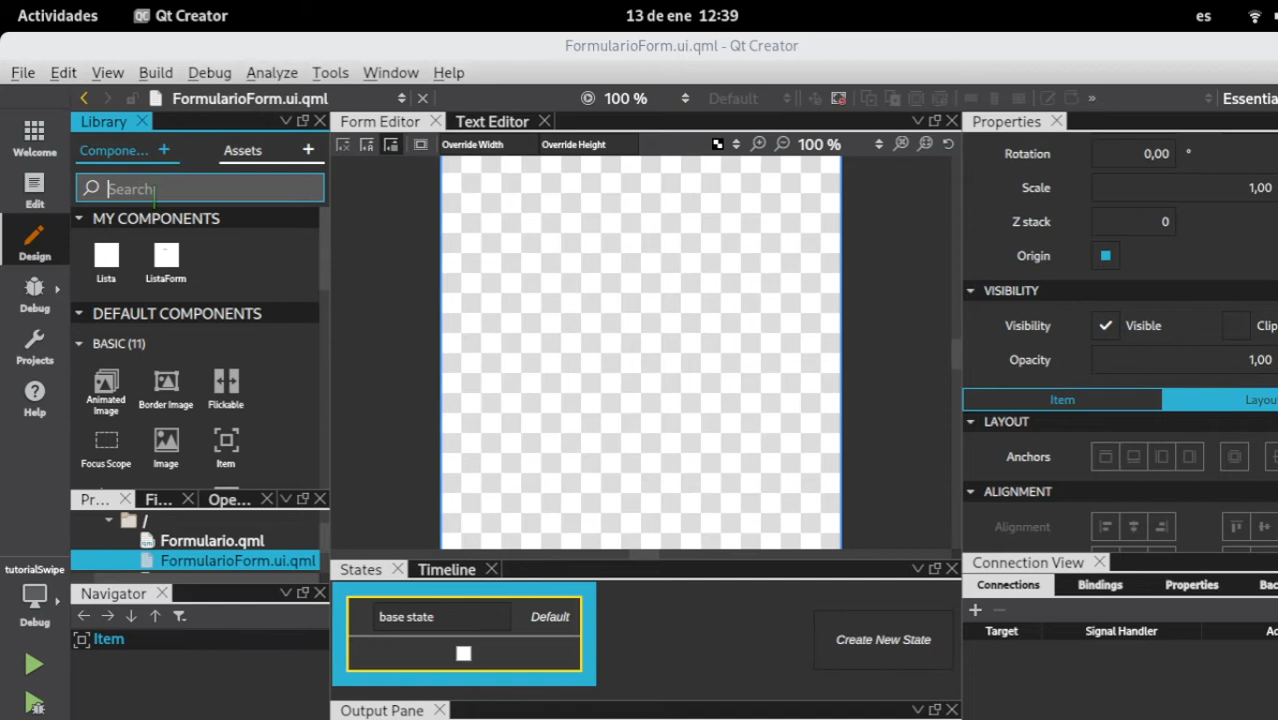 Actividades
Qt Creator
13 de ene 12:39
es
FormularioForm.ui.qml - Qt Creator
File Edit View Build Debug Analyze Tools Window Help
FormularioForm.ui.qml
100 %
Default
»
Essentia
Library
Form Editor
Text Editor
Properties
Welcome
Edit
Design
Debug
Projects
Help
Compone... +
Assets +
Search
MY COMPONENTS
Lista
ListaForm
DEFAULT COMPONENTS
BASIC (11)
Animated Image
Border Image
Flickable
Focus Scope
Image
Item
Override Width
Override Height
100 %
Rotation 0,00 °
Scale 1,00
Z stack 0
Origin
VISIBILITY
Visibility Visible Clip
Opacity 1,00
Item
Layou
LAYOUT
Anchors
ALIGNMENT
Alignment
Pr...
Fi...
Ope...
/
Formulario.qml
FormularioForm.ui.qml
tutorialSwipe
Debug
Navigator
Item
States
Timeline
base state
Default
Create New State
Output Pane
Connection View
Connections
Bindings
Properties
Bac
Target
Signal Handler
Ac